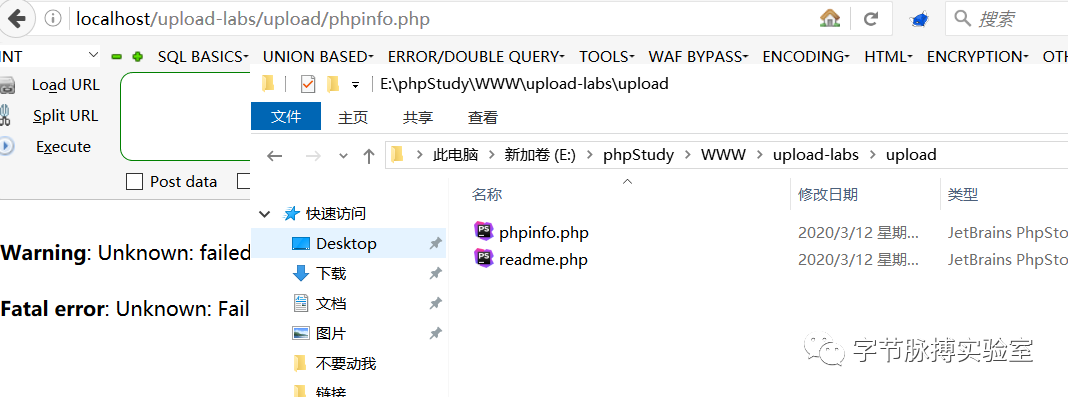 localhost/upload-labs/upload/phpinfo.php
搜索
INT
SQL BASICS UNION BASED ERROR/DOUBLE QUERY TOOLS WAF BYPASS ENCODING HTML ENCRYPTION OTH
Load URL
Split URL
Execute
Post data
E:\phpStudy\WWW\upload-labs\upload
文件 主页 共享 查看
此电脑 新加卷 (E:) phpStudy WWW upload-labs upload
名称 修改日期 类型
快速访问
Desktop
下载
文档
图片
不要动我
链接
phpinfo.php 2020/3/12 星期... JetBrains PhpSto
readme.php 2020/3/12 星期... JetBrains PhpSto
Warning: Unknown: failed
Fatal error: Unknown: Fail
字节脉搏实验室